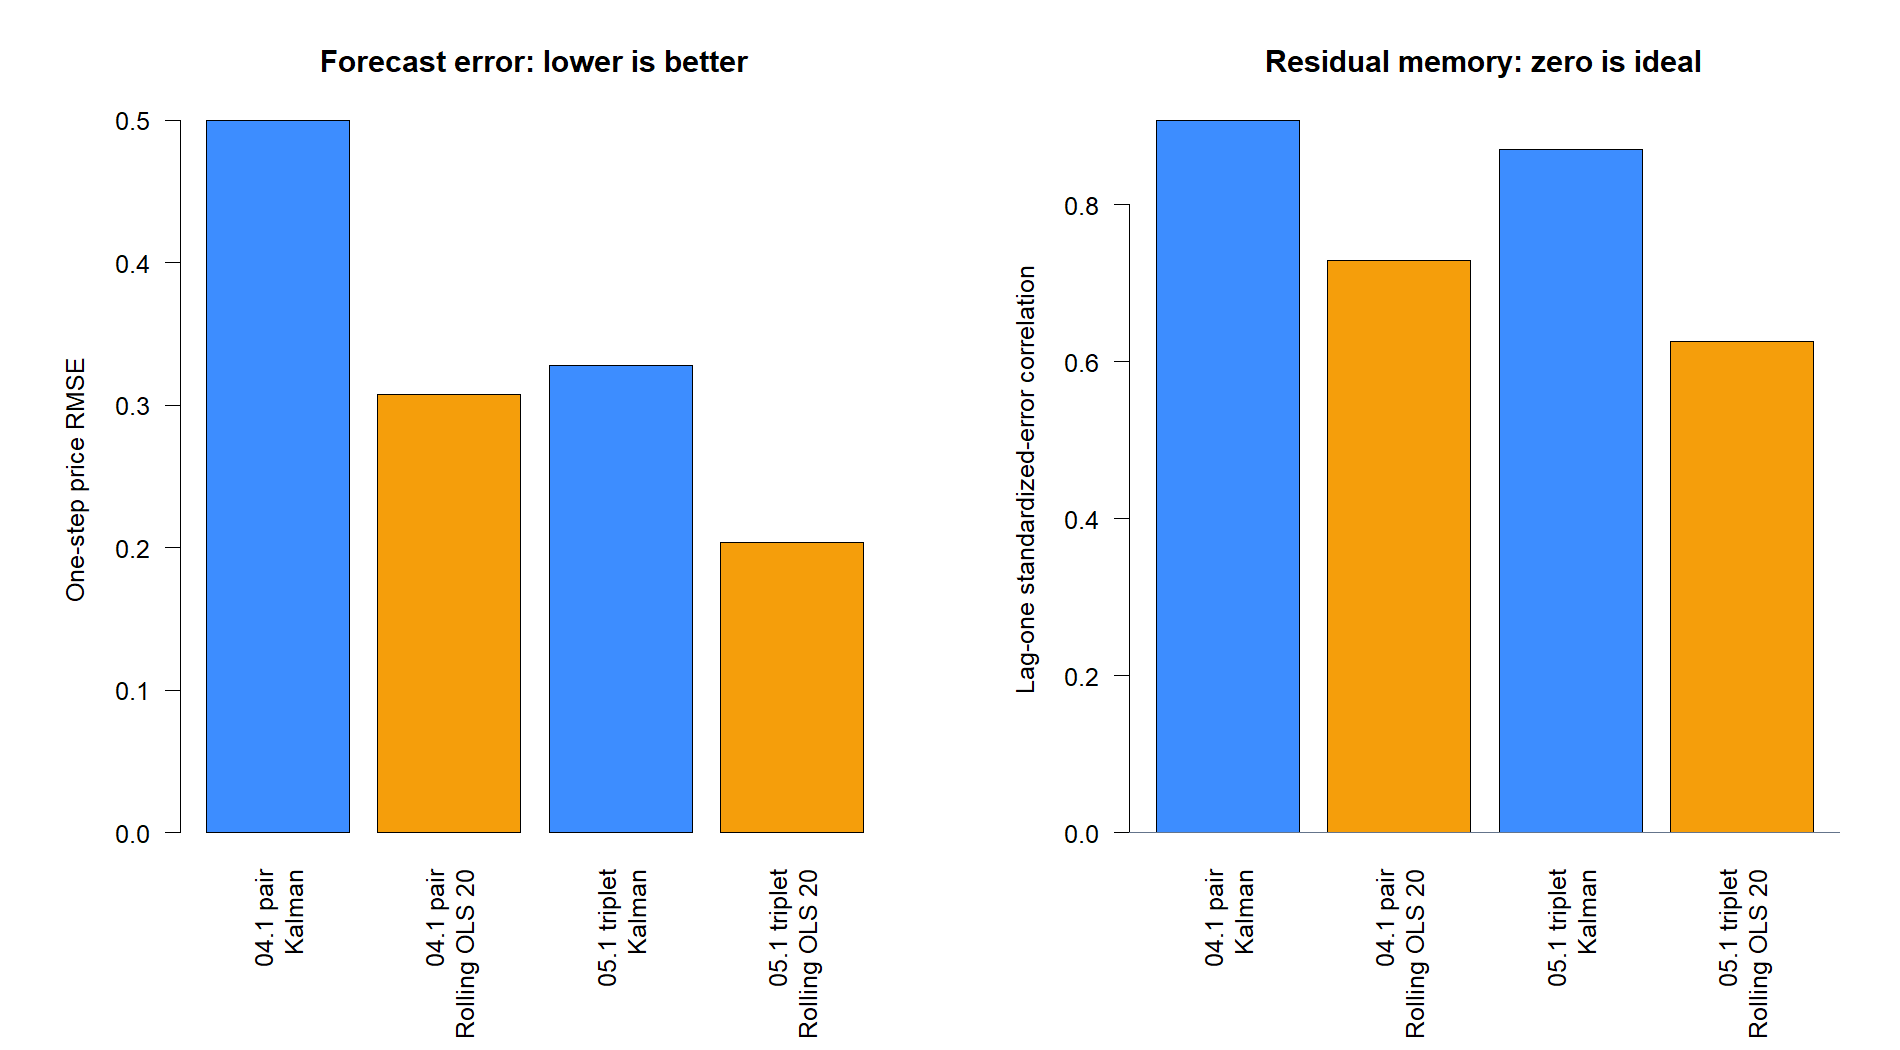 Forecast error: lower is better
One-step price RMSE
0.5
0.4
0.3
0.2
0.1
0.0
04.1 pair
Kalman
04.1 pair
Rolling OLS 20
05.1 triplet
Kalman
05.1 triplet
Rolling OLS 20
Residual memory: zero is ideal
Lag-one standardized-error correlation
0.8
0.6
0.4
0.2
0.0
04.1 pair
Kalman
04.1 pair
Rolling OLS 20
05.1 triplet
Kalman
05.1 triplet
Rolling OLS 20